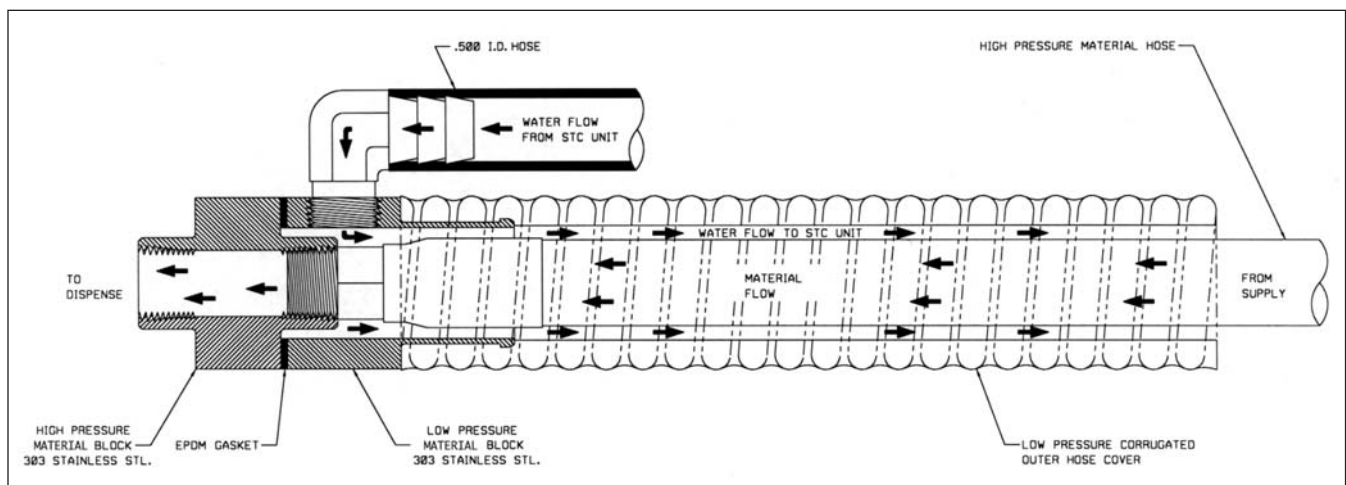 .500 I.D. HOSE
HIGH PRESSURE MATERIAL HOSE
WATER FLOW
FROM STC UNIT
WATER FLOW TO STC UNIT
TO
DISPENSE
MATERIAL
FLOW
FROM
SUPPLY
HIGH PRESSURE
MATERIAL BLOCK
303 STAINLESS STL.
EPDM GASKET
LOW PRESSURE
MATERIAL BLOCK
303 STAINLESS STL.
LOW PRESSURE CORRUGATED
OUTER HOSE COVER